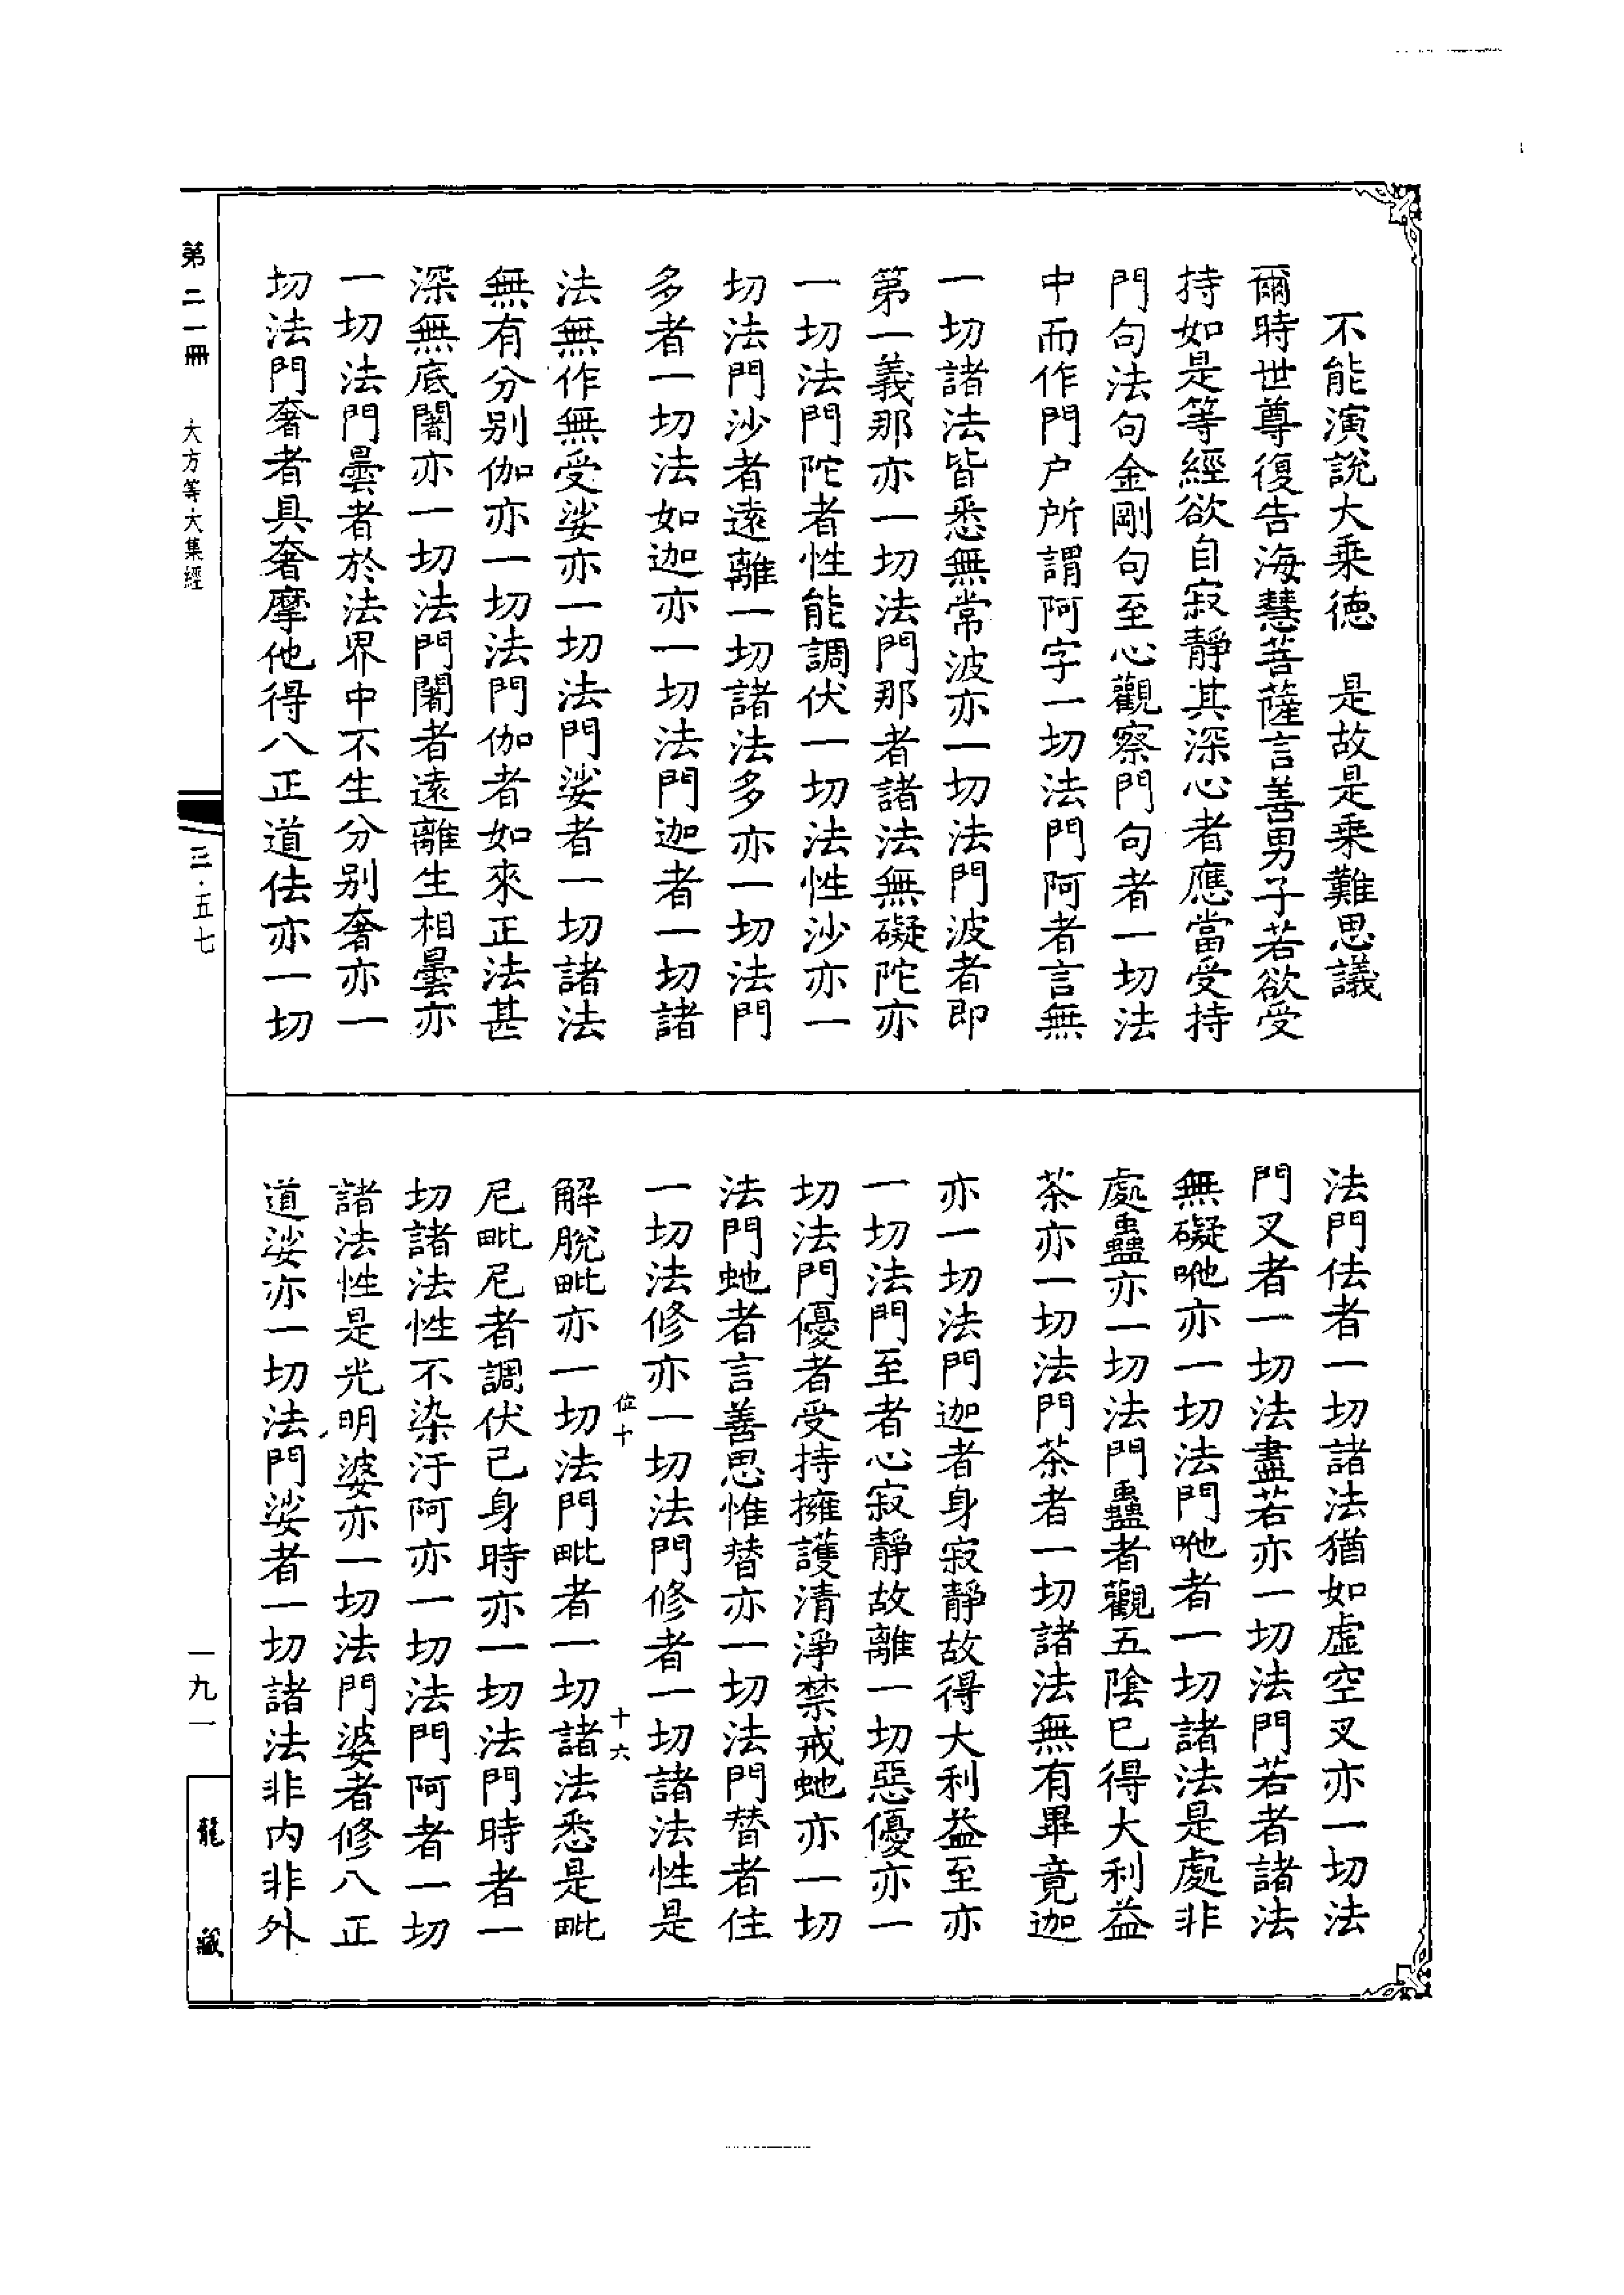 不能演說大乘德　是故是乘難思議
爾時世尊復告海慧菩薩言善男子若欲受
持如是等經欲自寂靜其深心者應當受持
門句法句金剛句至心觀察門句者一切法
中而作門户所謂阿字一切法門阿者言無
一切諸法皆悉無常波亦一切法門波者即
第一義那亦一切法門那者諸法無礙陀亦
一切法門陀者性能調伏一切法性沙亦一
切法門沙者遠離一切諸法多亦一切法門
多者一切法如迦亦一切法門迦者一切諸
法無作無受娑亦一切法門娑者一切諸法
無有分别伽亦一切法門伽者如來正法甚
深無底闍亦一切法門闍者遠離生相曇亦
一切法門曇者於法界中不生分别奢亦一
切法門奢者具奢摩他得八正道佉亦一切
法門佉者一切諸法猶如虚空叉亦一切法
門叉者一切法盡若亦一切法門若者諸法
無礙咃亦一切法門咃者一切諸法是處非
處蠱亦一切法門蠱者觀五陰巳得大利益
茶亦一切法門茶者一切諸法無有畢竟迦
亦一切法門迦者身寂靜故得大利益至亦
一切法門至者心寂靜故離一切惡優亦一
切法門優者受持擁護清淨禁戒虵亦一切
法門虵者言善思惟替亦一切法門替者住
一切法修亦一切法門修者一切諸法性是
位十
十六
解脫毗亦一切法門毗者一切諸法悉是毗
尼毗尼者調伏己身時亦一切法門時者一
切諸法性不染汙阿亦一切法門阿者一切
諸法性是光明婆亦一切法門婆者修八正
道娑亦一切法門娑者一切諸法非内非外
第二一冊
大方等大集經
三·五七
一九一
龍藏